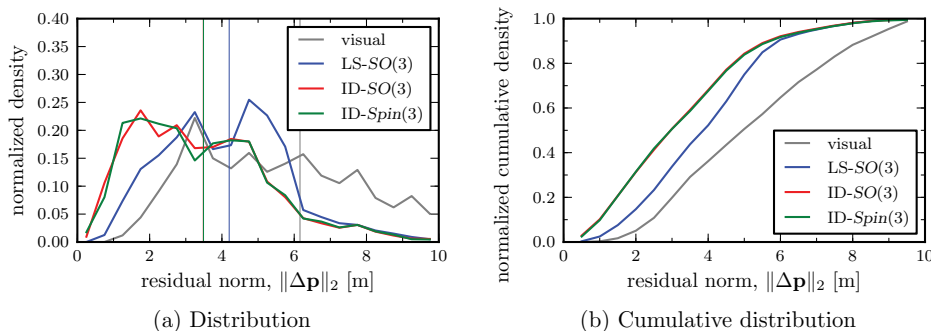 0.40
0.35
0.30
0.25
0.20
0.15
0.10
0.05
0.00
normalized density
visual
LS-SO(3)
ID-SO(3)
ID-Spin(3)
0 2 4 6 8 10
residual norm, ‖Δp‖₂ [m]
(a) Distribution
1.0
0.8
0.6
0.4
0.2
0.0
normalized cumulative density
visual
LS-SO(3)
ID-SO(3)
ID-Spin(3)
0 2 4 6 8 10
residual norm, ‖Δp‖₂ [m]
(b) Cumulative distribution